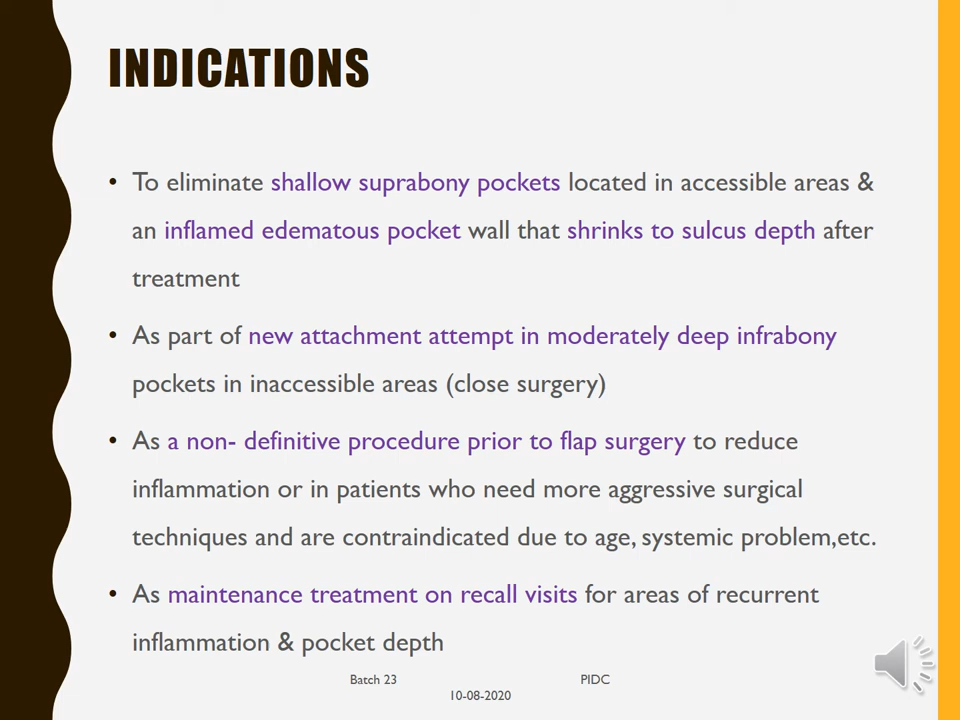 INDICATIONS
• To eliminate shallow suprabony pockets located in accessible areas &
an inflamed edematous pocket wall that shrinks to sulcus depth after
treatment
• As part of new attachment attempt in moderately deep infrabony
pockets in inaccessible areas (close surgery)
• As a non- definitive procedure prior to flap surgery to reduce
inflammation or in patients who need more aggressive surgical
techniques and are contraindicated due to age, systemic problem,etc.
• As maintenance treatment on recall visits for areas of recurrent
inflammation & pocket depth
Batch 23 PIDC
10-08-2020